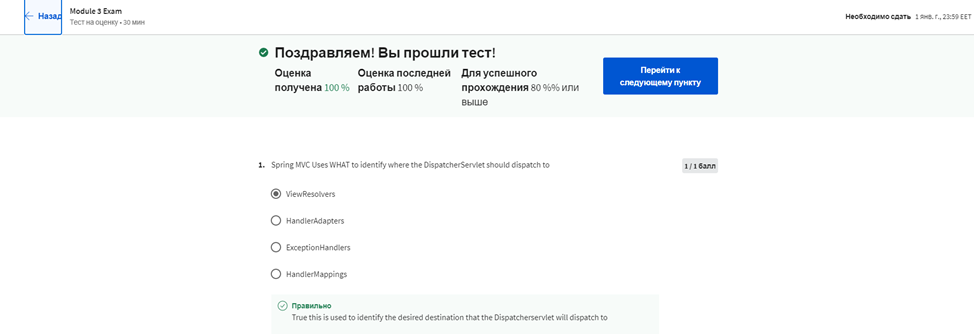 Назад
Module 3 Exam
Тест на оценку • 30 мин
Необходимо сдать 1 янв. г., 23:59 EET
Поздравляем! Вы прошли тест!
Оценка
получена 100 %
Оценка последней
работы 100 %
Для успешного
прохождения 80 %% или
выше
Перейти к
следующему пункту
1. Spring MVC Uses WHAT to identify where the DispatcherServlet should dispatch to
1 / 1 балл
ViewResolvers
HandlerAdapters
ExceptionHandlers
HandlerMappings
Правильно
True this is used to identify the desired destination that the Dispatcherservlet will dispatch to